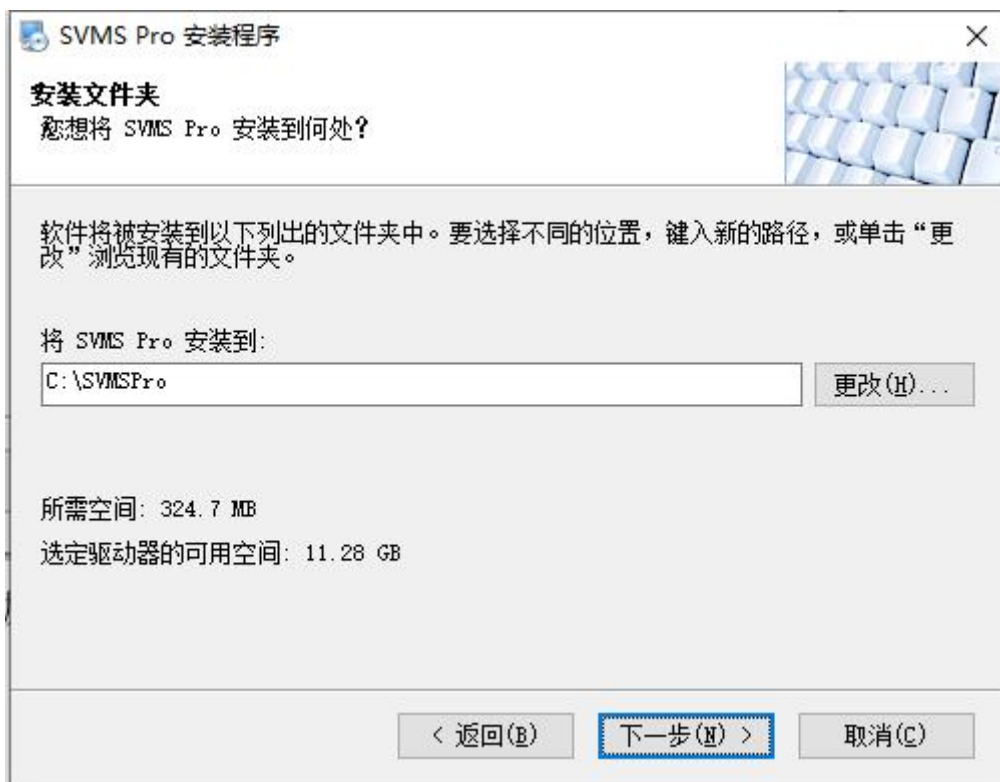 SVMS Pro 安装程序
安装文件夹
您想将 SVMS Pro 安装到何处?
软件将被安装到以下列出的文件夹中。要选择不同的位置，键入新的路径，或单击“更
改”浏览现有的文件夹。
将 SVMS Pro 安装到:
C:\SVMSPro
更改(H)...
所需空间: 324.7 MB
选定驱动器的可用空间: 11.28 GB
< 返回(B)
下一步(N) >
取消(C)